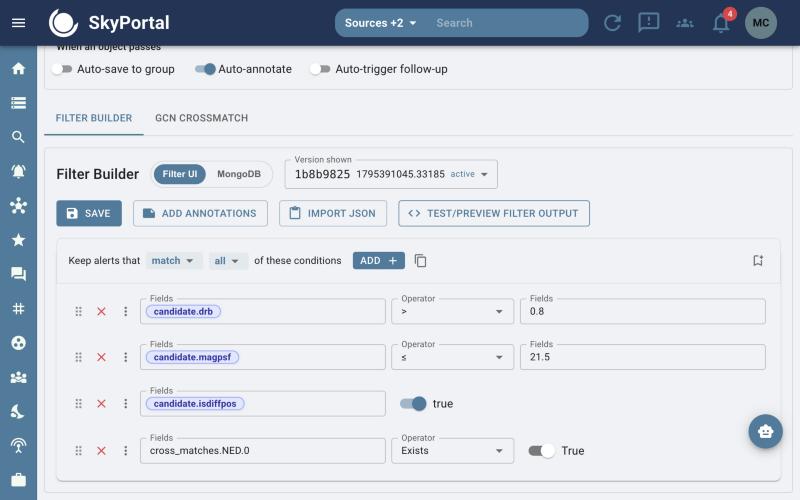 SkyPortal
Sources +2
Search
4
MC
When an object passes
Auto-save to group
Auto-annotate
Auto-trigger follow-up
FILTER BUILDER
GCN CROSSMATCH
Filter Builder
Filter UI
MongoDB
Version shown
1b8b9825 1795391045.33185 active
SAVE
ADD ANNOTATIONS
IMPORT JSON
<> TEST/PREVIEW FILTER OUTPUT
Keep alerts that match all of these conditions ADD +
Fields
Operator
Fields
candidate.drb
>
0.8
Fields
Operator
Fields
candidate.magpsf
≤
21.5
Fields
candidate.isdiffpos
true
Fields
Operator
cross_matches.NED.0
Exists
True